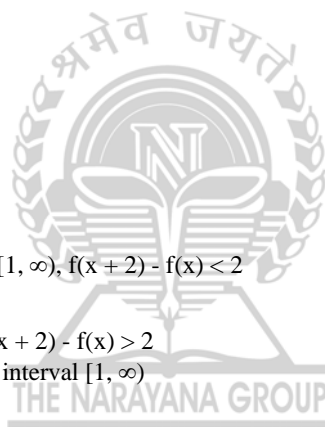 श्रमेव जयते
N
[1, ∞), f(x + 2) - f(x) < 2
x + 2) - f(x) > 2
interval [1, ∞)
THE NARAYANA GROUP